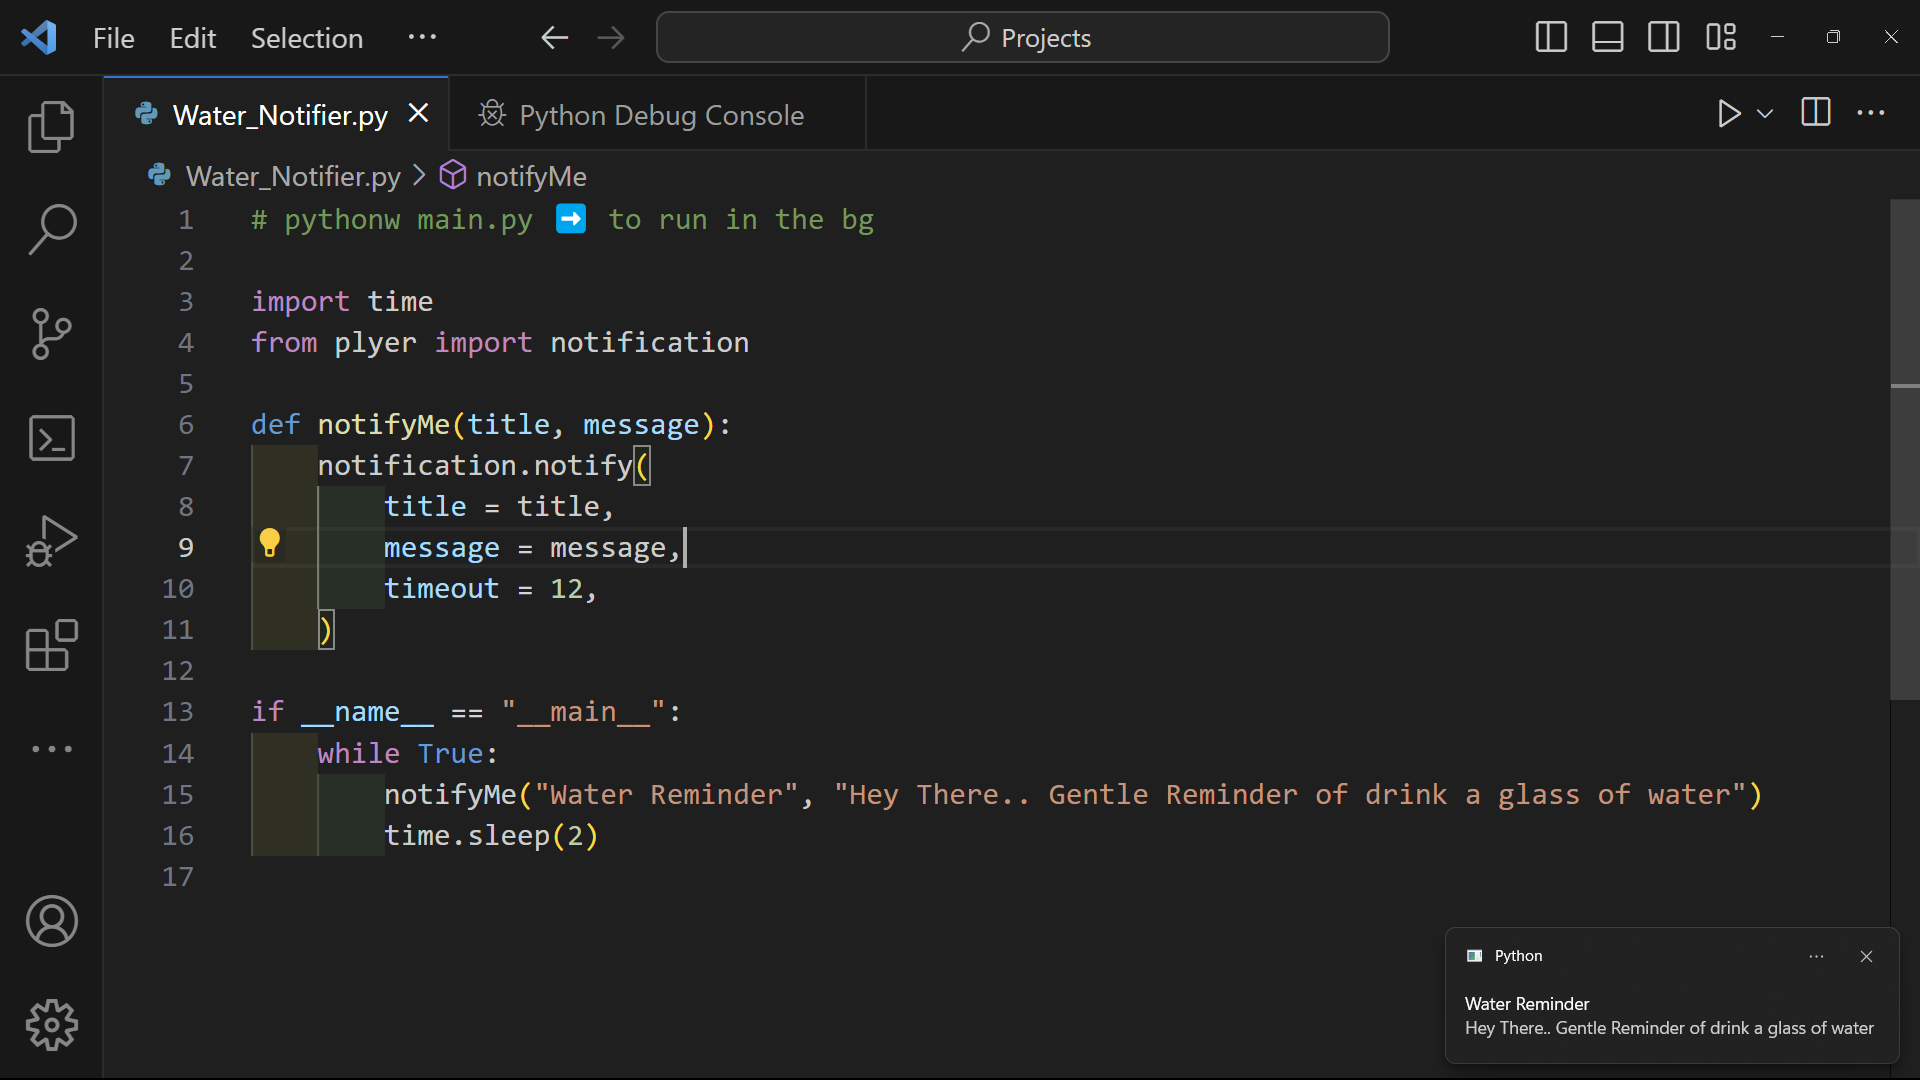 File Edit Selection ··· Projects
Water_Notifier.py Python Debug Console
Water_Notifier.py > notifyMe
1 # pythonw main.py ➡ to run in the bg
2
3 import time
4 from plyer import notification
5
6 def notifyMe(title, message):
7     notification.notify(
8         title = title,
9         message = message,
10         timeout = 12,
11     )
12
13 if __name__ == "__main__":
14     while True:
15         notifyMe("Water Reminder", "Hey There.. Gentle Reminder of drink a glass of water")
16         time.sleep(2)
17
Python
Water Reminder
Hey There.. Gentle Reminder of drink a glass of water